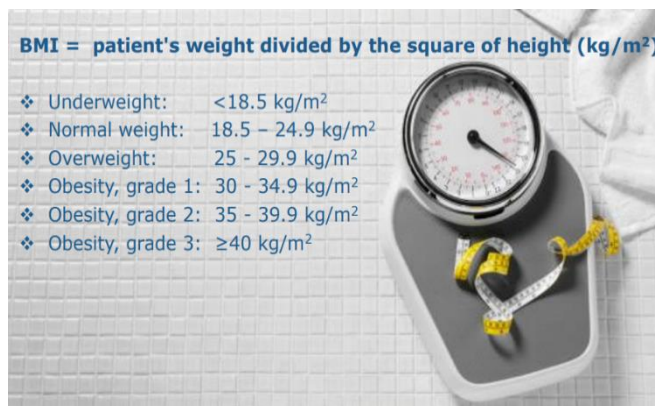 BMI = patient's weight divided by the square of height (kg/m²)
❖ Underweight: <18.5 kg/m²
❖ Normal weight: 18.5 – 24.9 kg/m²
❖ Overweight: 25 - 29.9 kg/m²
❖ Obesity, grade 1: 30 - 34.9 kg/m²
❖ Obesity, grade 2: 35 - 39.9 kg/m²
❖ Obesity, grade 3: ≥40 kg/m²